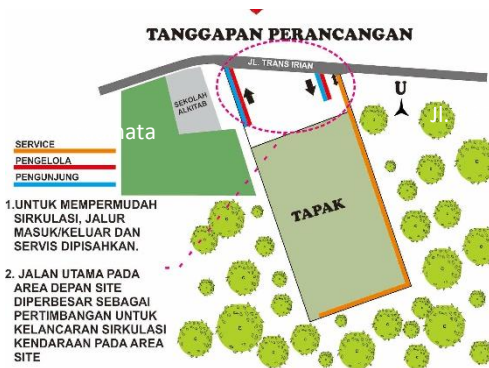 TANGGAPAN PERANCANGAN
JL. TRANS IRIAN
SEKOLAH
ALKITAB
U
Jl.
nata
SERVICE
PENGELOLA
PENGUNJUNG
TAPAK
1.UNTUK MEMPERMUDAH
SIRKULASI, JALUR
MASUK/KELUAR DAN
SERVIS DIPISAHKAN.
2. JALAN UTAMA PADA
AREA DEPAN SITE
DIPERBESAR SEBAGAI
PERTIMBANGAN UNTUK
KELANCARAN SIRKULASI
KENDARAAN PADA AREA
SITE